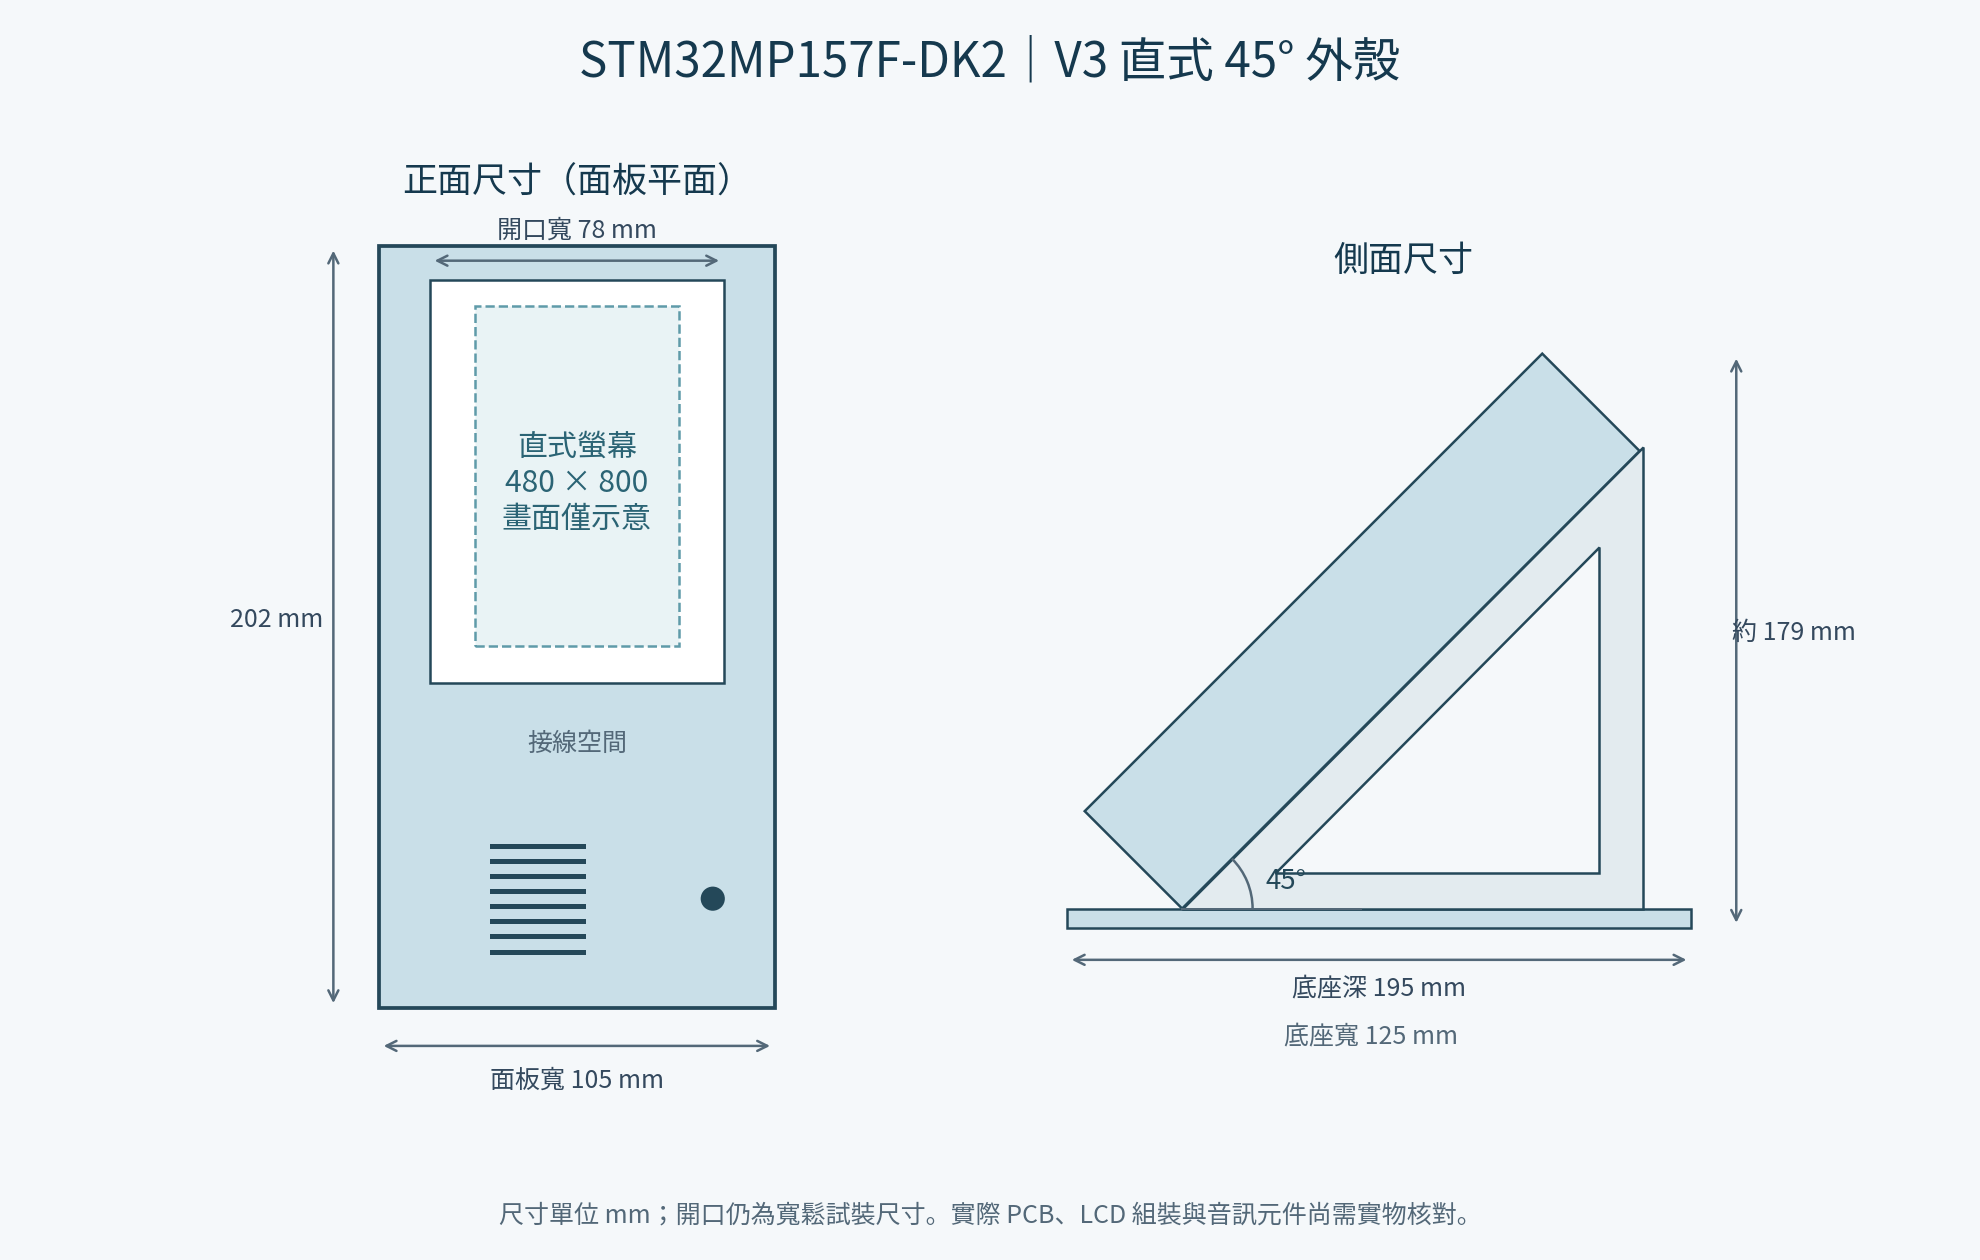 STM32MP157F-DK2｜V3 直式 45° 外殼
正面尺寸（面板平面）
開口寬 78 mm
直式螢幕
480 × 800
畫面僅示意
202 mm
接線空間
面板寬 105 mm
側面尺寸
約 179 mm
45°
底座深 195 mm
底座寬 125 mm
尺寸單位 mm；開口仍為寬鬆試裝尺寸。實際 PCB、LCD 組裝與音訊元件尚需實物核對。